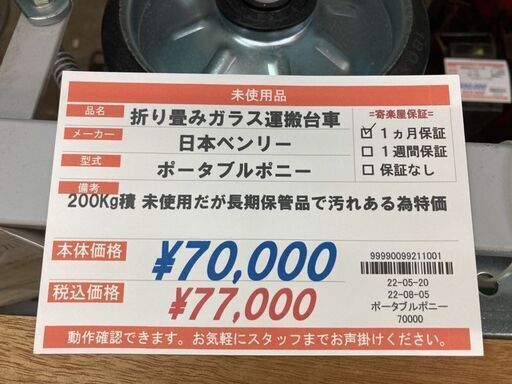 未使用品
品名 折り畳みガラス運搬台車
メーカー 日本ベンリー
型式 ポータブルポニー
=寄楽屋保証=
☑ 1ヵ月保証
□ 1週間保証
□ 保証なし
備考
200Kg積 未使用だが長期保管品で汚れある為特価
本体価格 ¥70,000
税込価格 ¥77,000
99990099211001
22-05-20
22-08-05
ポータブルポニー
70000
動作確認できます。お気軽にスタッフまでお声掛けください。